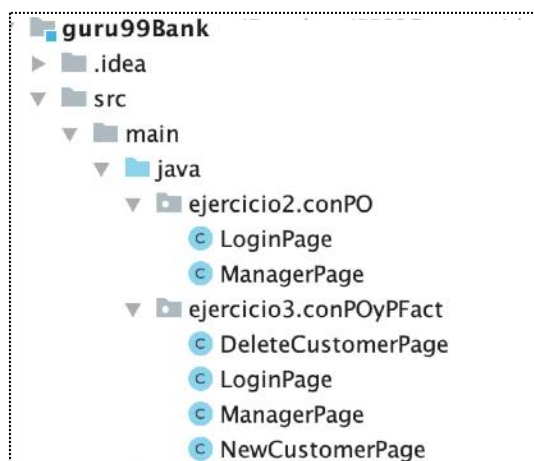 guru99Bank
.idea
src
main
java
ejercicio2.conPO
C LoginPage
C ManagerPage
ejercicio3.conPOyPFact
C DeleteCustomerPage
C LoginPage
C ManagerPage
C NewCustomerPage